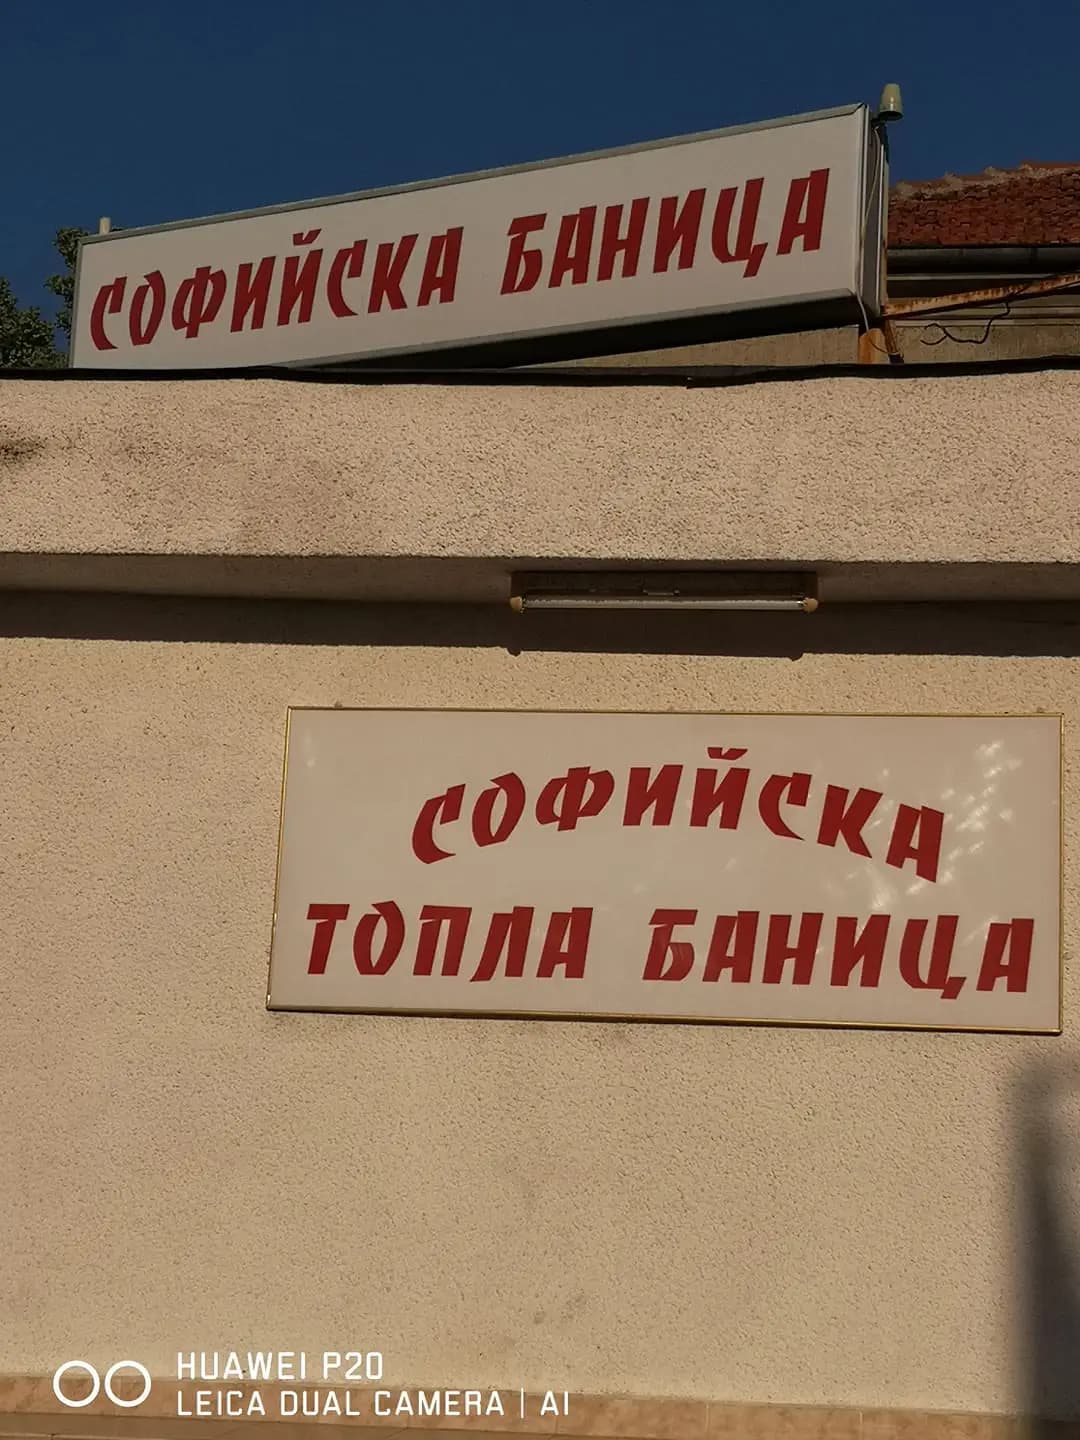 СОФИЙСКА БАНИЦА
СОФИЙСКА
ТОПЛА БАНИЦА
HUAWEI P20
LEICA DUAL CAMERA | AI